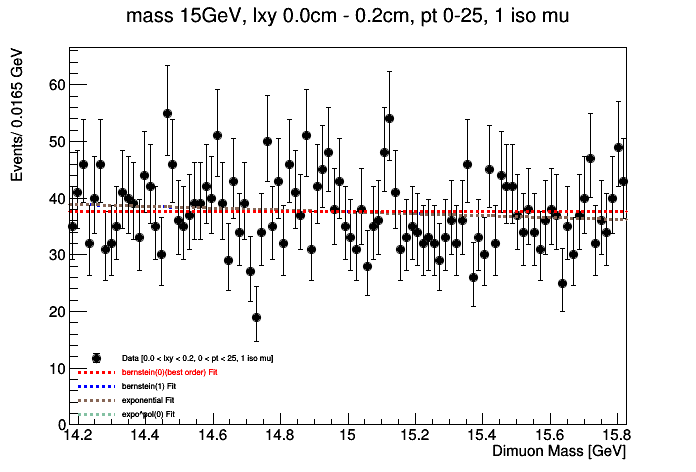 mass 15GeV, lxy 0.0cm - 0.2cm, pt 0-25, 1 iso mu
Events/ 0.0165 GeV
60
50
40
30
20
10
0
Data [0.0 < lxy < 0.2, 0 < pt < 25, 1 iso mu]
bernstein(0)(best order) Fit
bernstein(1) Fit
exponential Fit
expo*pol(0) Fit
14.2 14.4 14.6 14.8 15 15.2 15.4 15.6 15.8
Dimuon Mass [GeV]